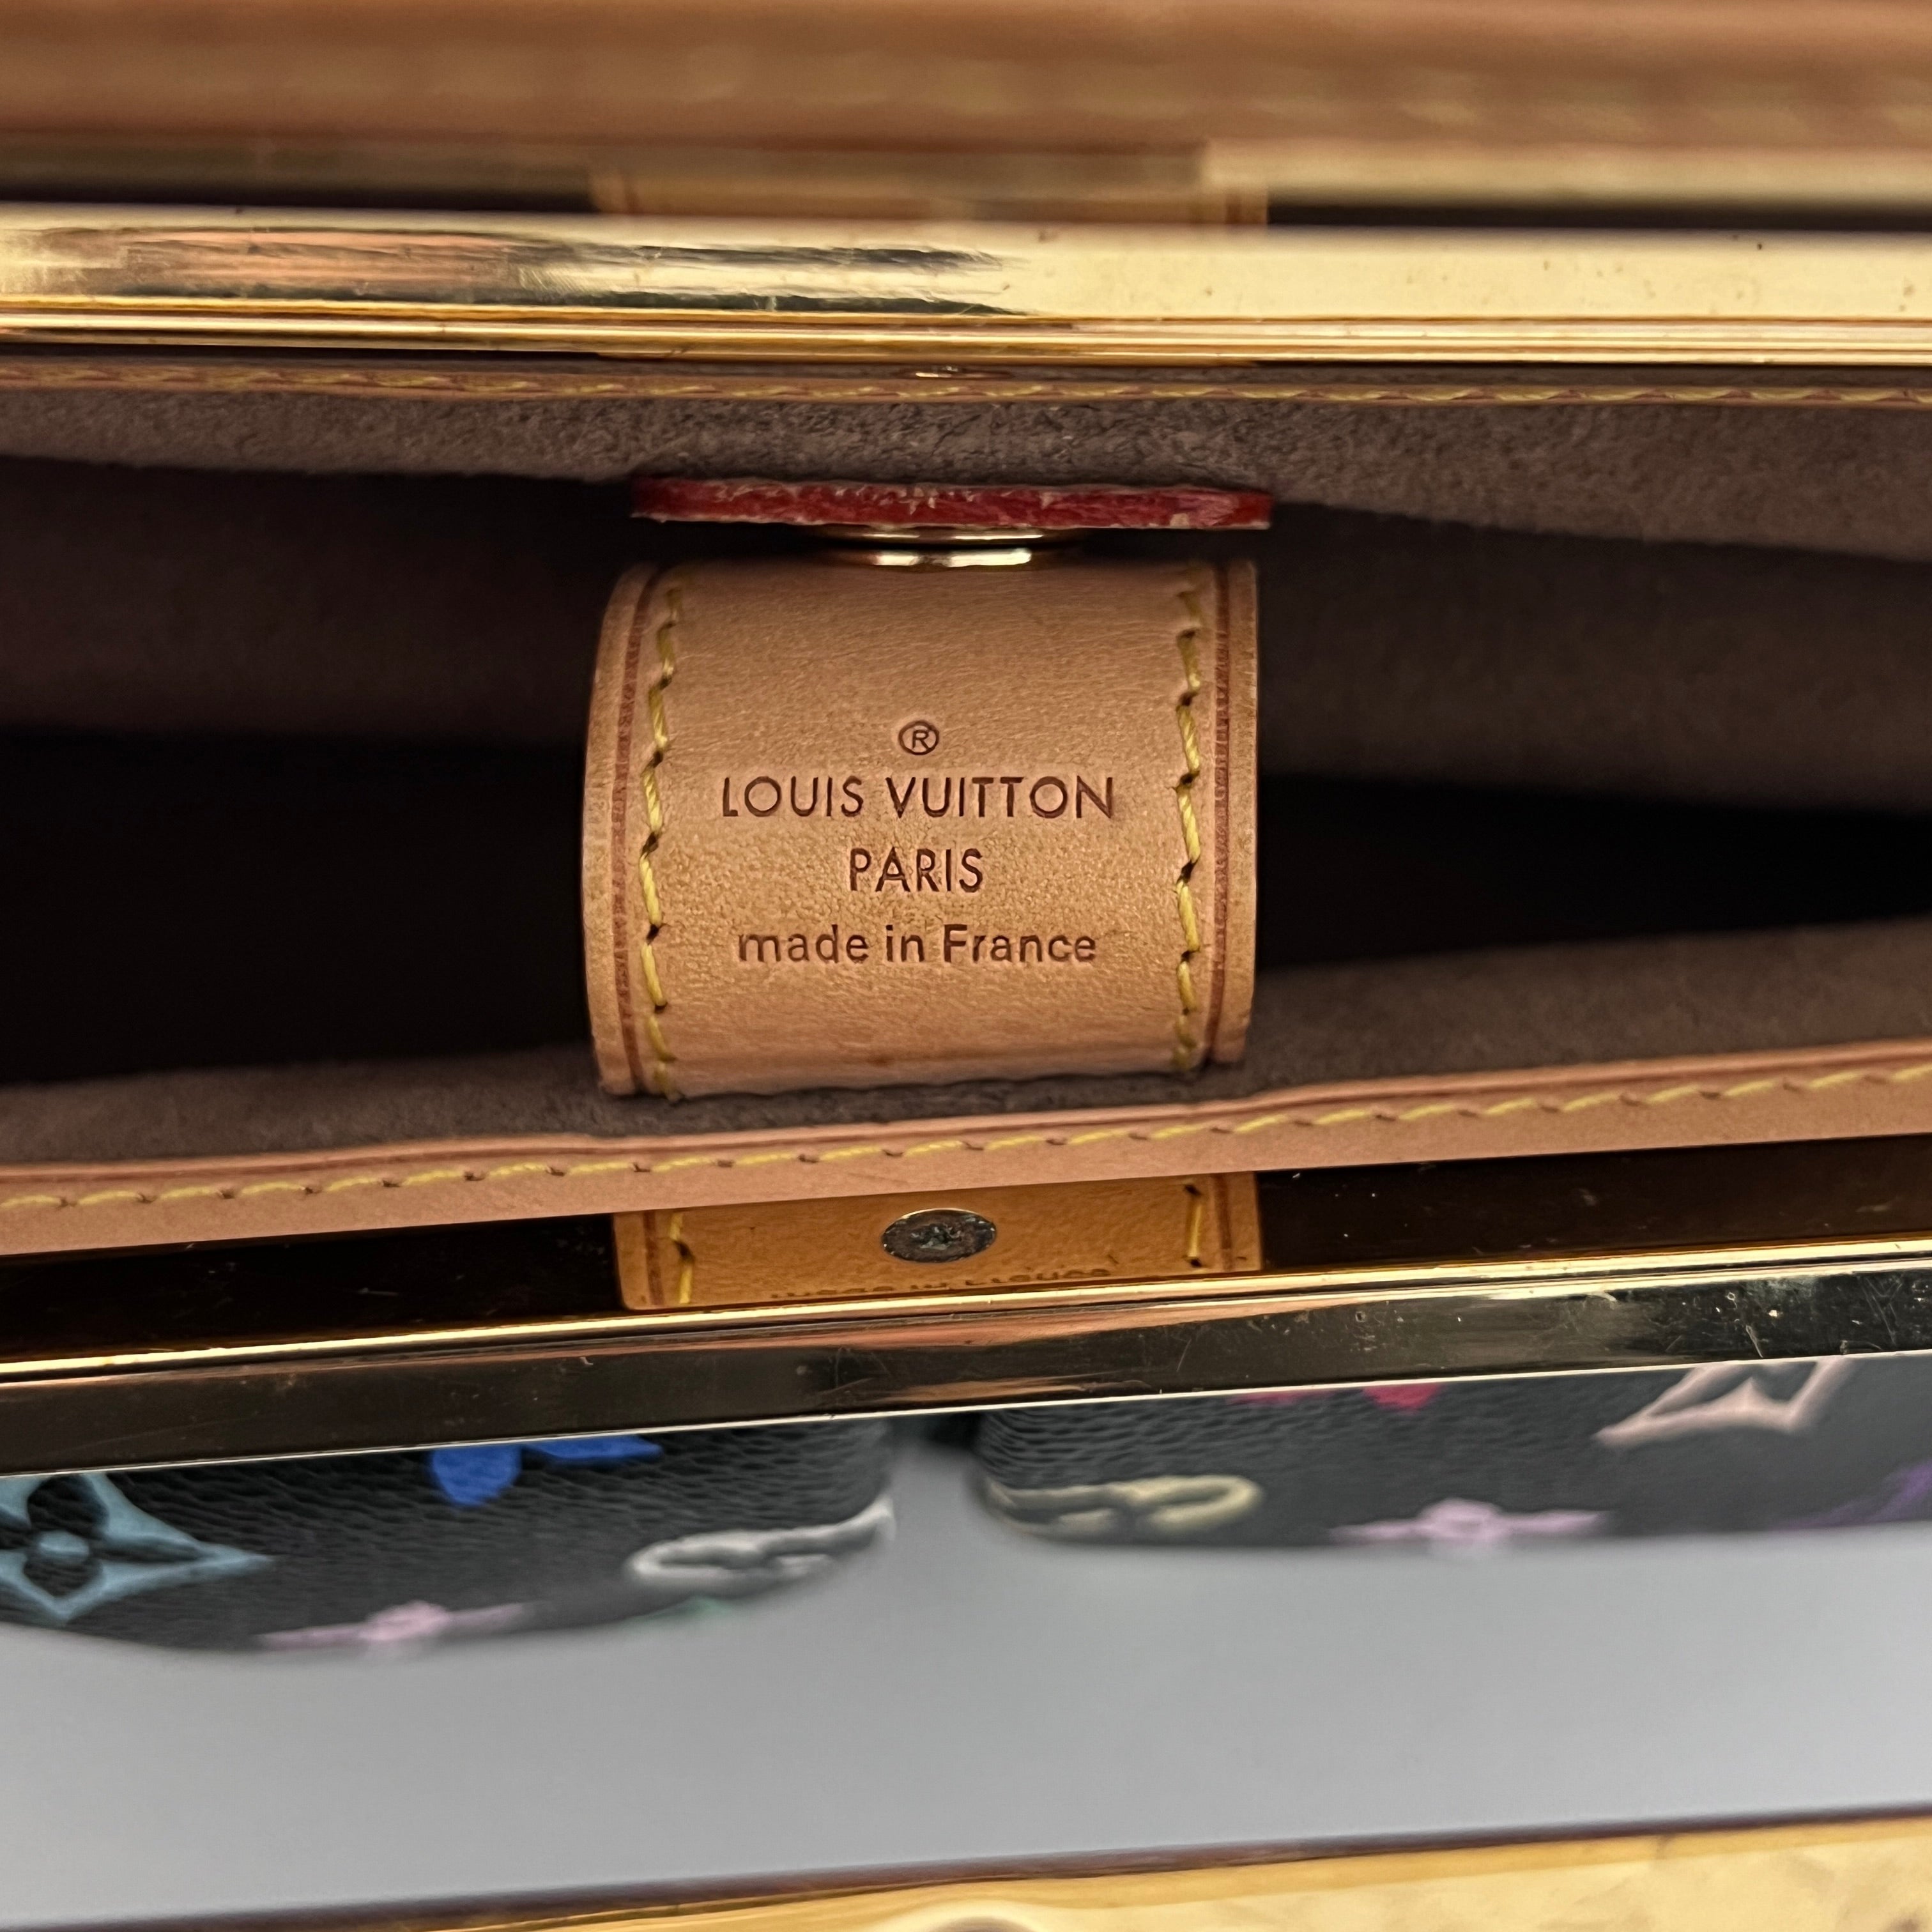 ®
LOUIS VUITTON
PARIS
made in France